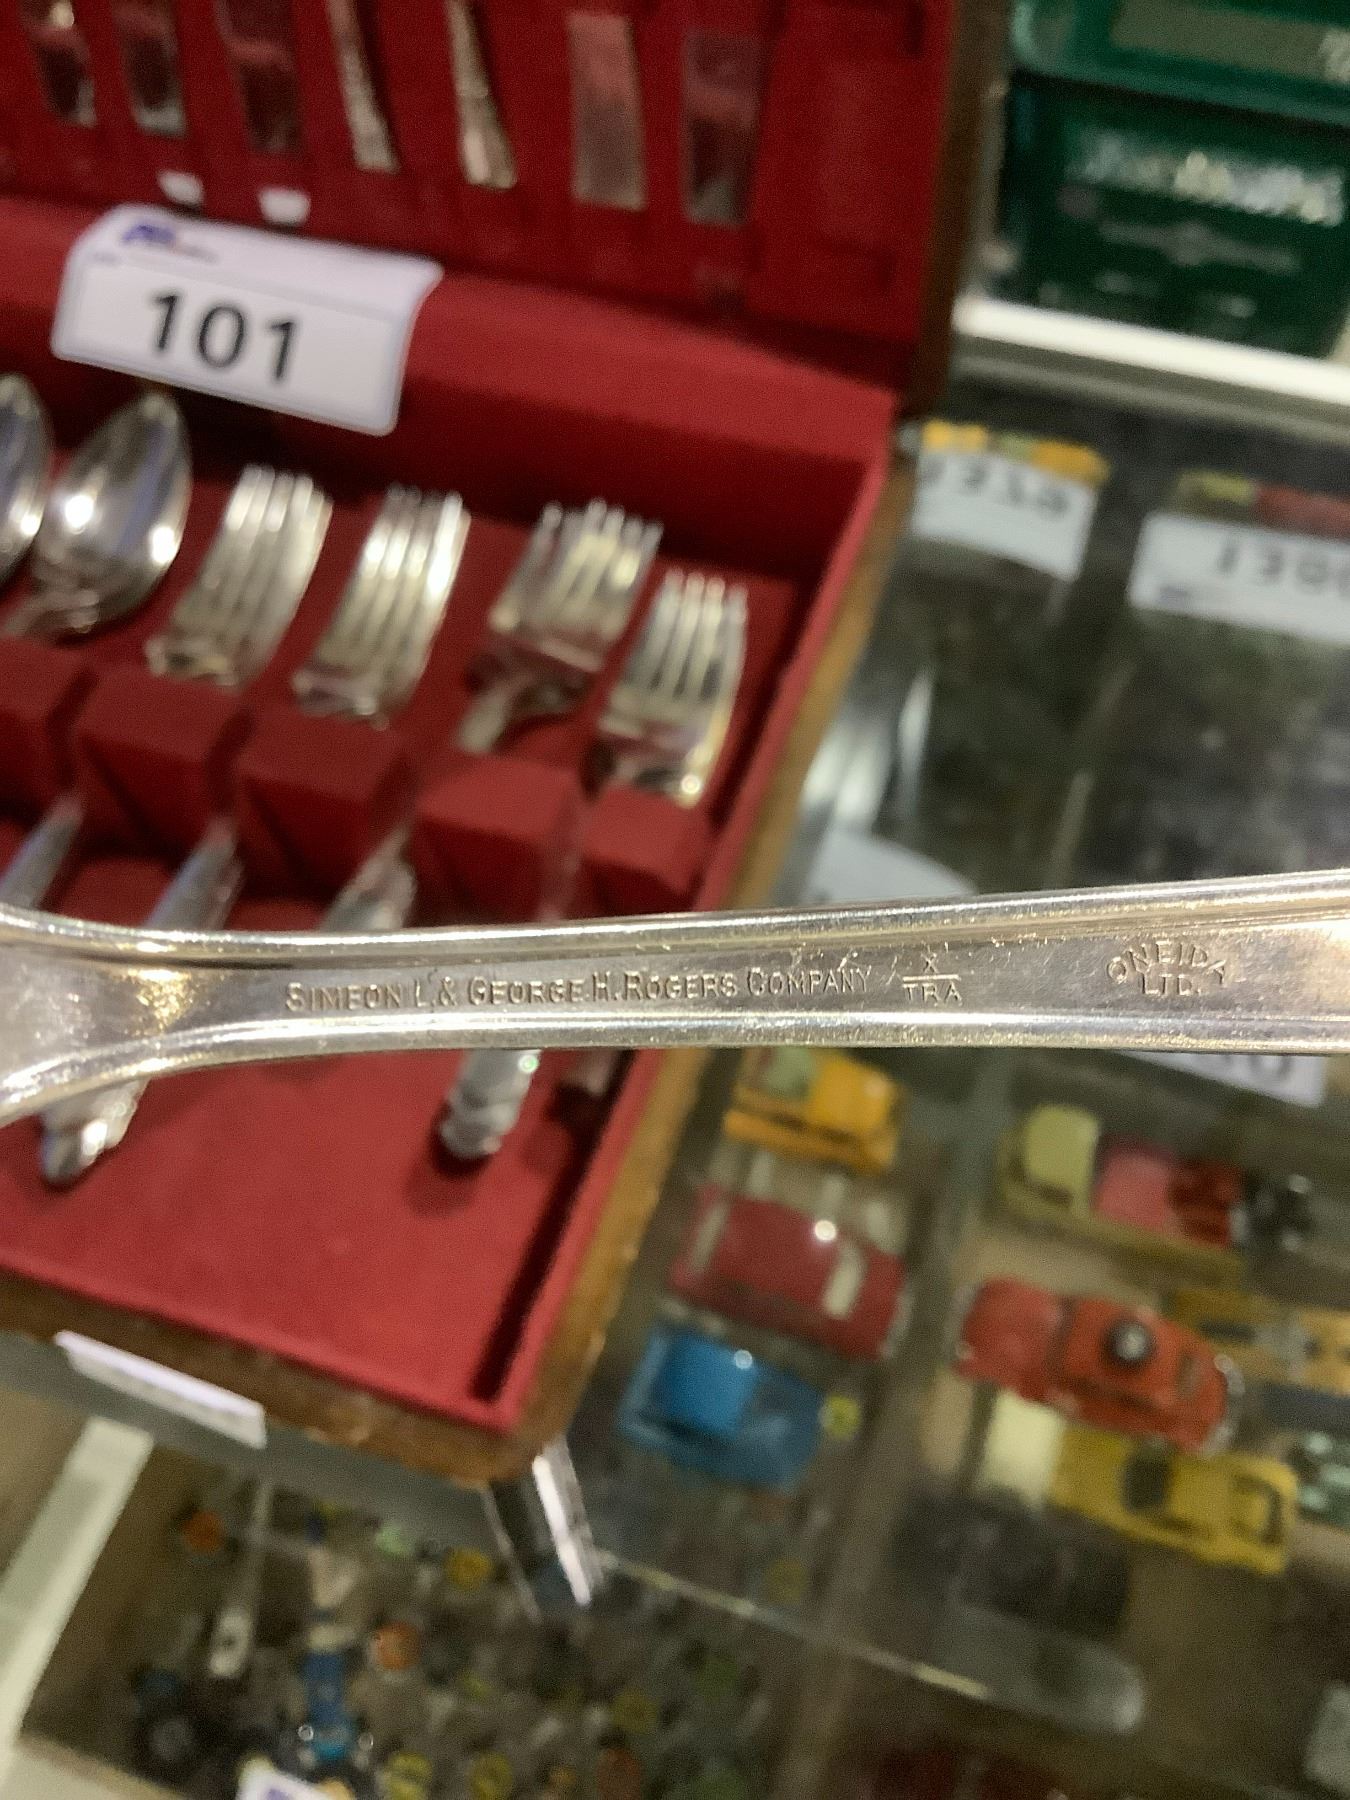 101
SIMEON L & GEORGE H. ROGERS COMPANY X
TRA
ONEIDA
LTD.